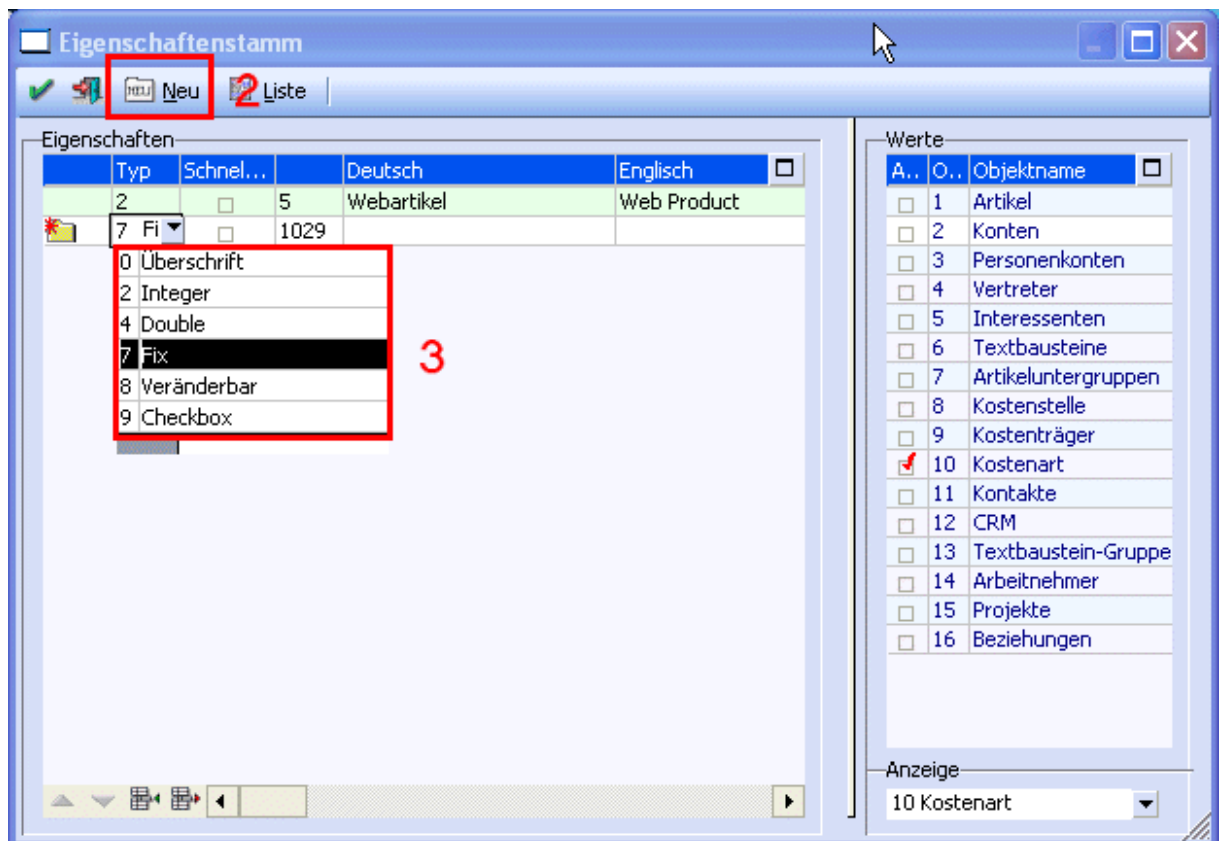 Eigenschaftenstamm
Neu 2 Liste
Eigenschaften
Typ Schnel... Deutsch Englisch
2 5 Webartikel Web Product
7 Fi 1029
0 Überschrift
2 Integer
4 Double
7 Fix
8 Veränderbar
9 Checkbox
3
Werte
A.. O.. Objektname
1 Artikel
2 Konten
3 Personenkonten
4 Vertreter
5 Interessenten
6 Textbausteine
7 Artikeluntergruppen
8 Kostenstelle
9 Kostenträger
10 Kostenart
11 Kontakte
12 CRM
13 Textbaustein-Gruppe
14 Arbeitnehmer
15 Projekte
16 Beziehungen
Anzeige
10 Kostenart